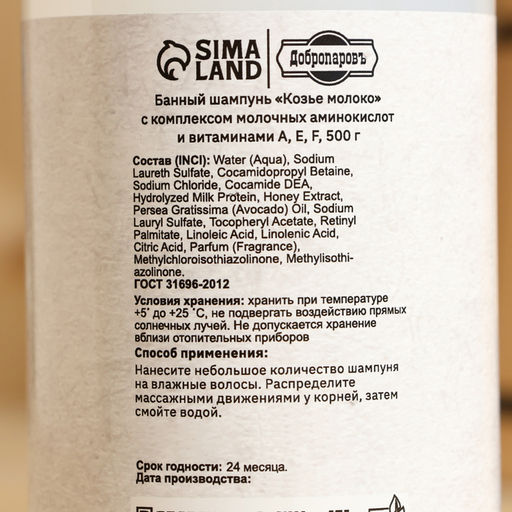 SIMA LAND
Добропаровъ
Банный шампунь «Козье молоко»
с комплексом молочных аминокислот
и витаминами А, Е, F, 500 г
Состав (INCI): Water (Aqua), Sodium
Laureth Sulfate, Cocamidopropyl Betaine,
Sodium Chloride, Cocamide DEA,
Hydrolyzed Milk Protein, Honey Extract,
Persea Gratissima (Avocado) Oil, Sodium
Lauryl Sulfate, Tocopheryl Acetate, Retinyl
Palmitate, Linoleic Acid, Linolenic Acid,
Citric Acid, Parfum (Fragrance),
Methylchloroisothiazolinone, Methylisothi-
azolinone.
ГОСТ 31696-2012
Условия хранения: хранить при температуре
+5° до +25 °С, не подвергать воздействию прямых
солнечных лучей. Не допускается хранение
вблизи отопительных приборов
Способ применения:
Нанесите небольшое количество шампуня
на влажные волосы. Распределите
массажными движениями у корней, затем
смойте водой.
Срок годности: 24 месяца.
Дата производства: